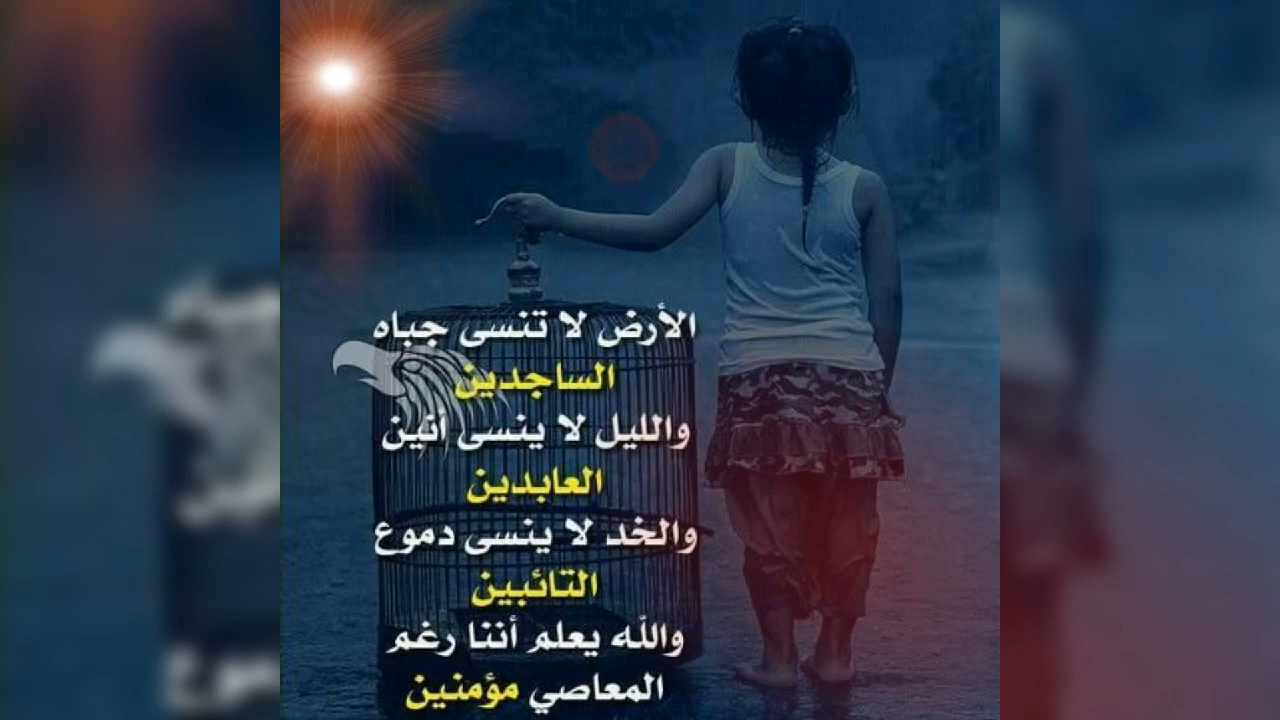 الأرض لا تنسى جباه
الساجدين
والليل لا ينسى أنين
العابدين
والخد لا ينسى دموع
التائبين
والله يعلم أننا رغم
المعاصي مؤمنين